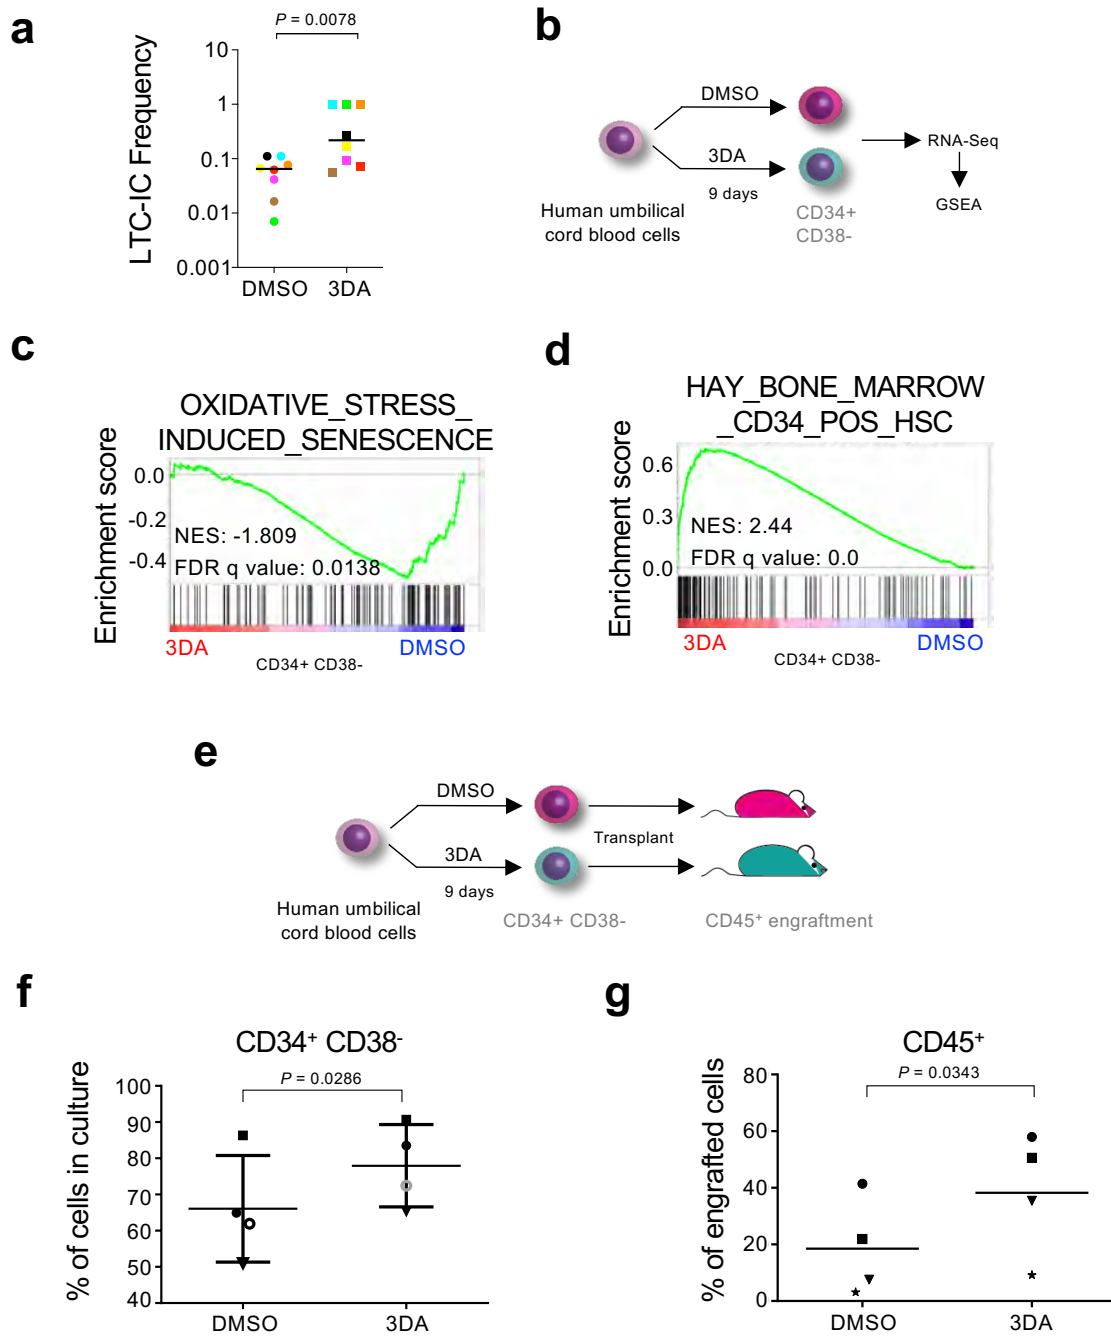 a
P = 0.0078
LTC-IC Frequency
10
1
0.1
0.01
0.001
DMSO
3DA
b
DMSO
3DA
9 days
Human umbilical
cord blood cells
CD34+
CD38-
RNA-Seq
GSEA
c
OXIDATIVE_STRESS_
INDUCED_SENESCENCE
Enrichment score
0.0
-0.2
-0.4
NES: -1.809
FDR q value: 0.0138
3DA
DMSO
CD34+ CD38-
d
HAY_BONE_MARROW
_CD34_POS_HSC
Enrichment score
0.6
0.3
0.0
NES: 2.44
FDR q value: 0.0
3DA
DMSO
CD34+ CD38-
e
DMSO
3DA
9 days
Transplant
Human umbilical
cord blood cells
CD34+ CD38-
CD45⁺ engraftment
f
CD34⁺ CD38⁻
P = 0.0286
% of cells in culture
100
90
80
70
60
50
40
DMSO
3DA
g
CD45⁺
P = 0.0343
% of engrafted cells
80
60
40
20
0
DMSO
3DA